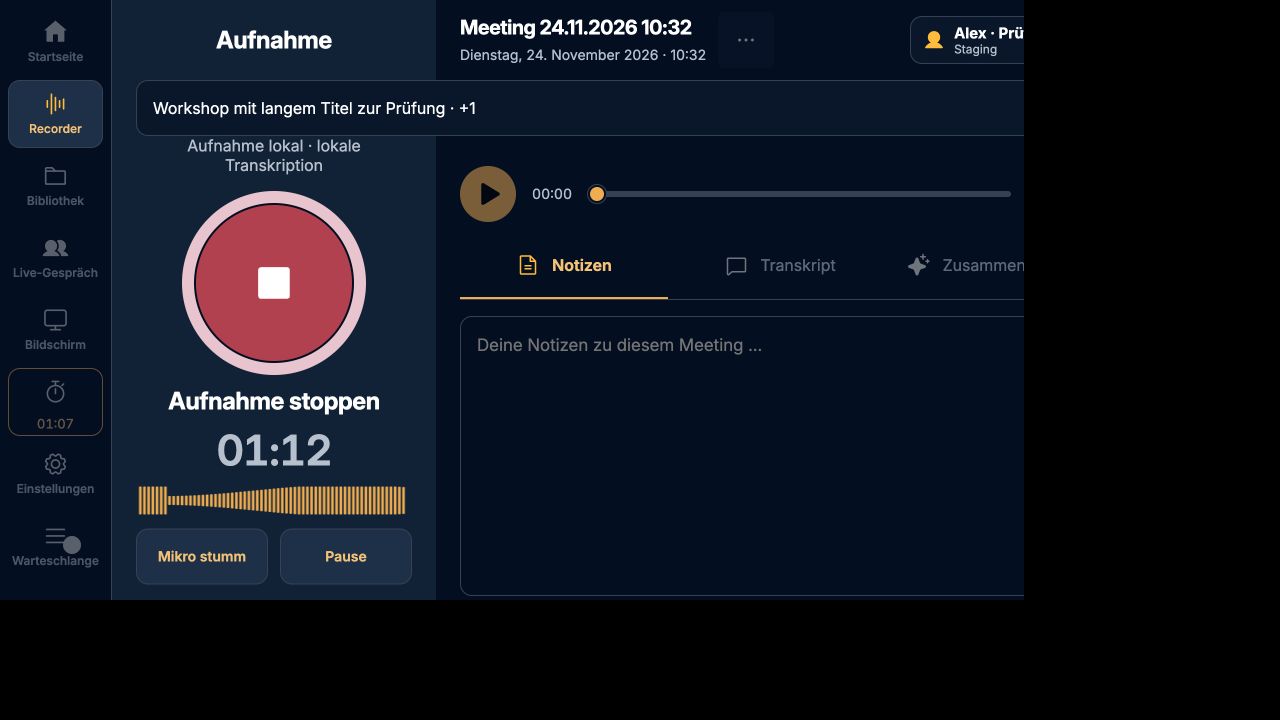 Startseite
Recorder
Bibliothek
Live-Gespräch
Bildschirm
01:07
Einstellungen
Warteschlange
Aufnahme
Workshop mit langem Titel zur Prüfung · +1
Aufnahme lokal · lokale
Transkription
Aufnahme stoppen
01:12
Mikro stumm
Pause
Meeting 24.11.2026 10:32
Dienstag, 24. November 2026 · 10:32
...
Alex · Prü
Staging
00:00
Notizen
Transkript
Zusammen
Deine Notizen zu diesem Meeting ...